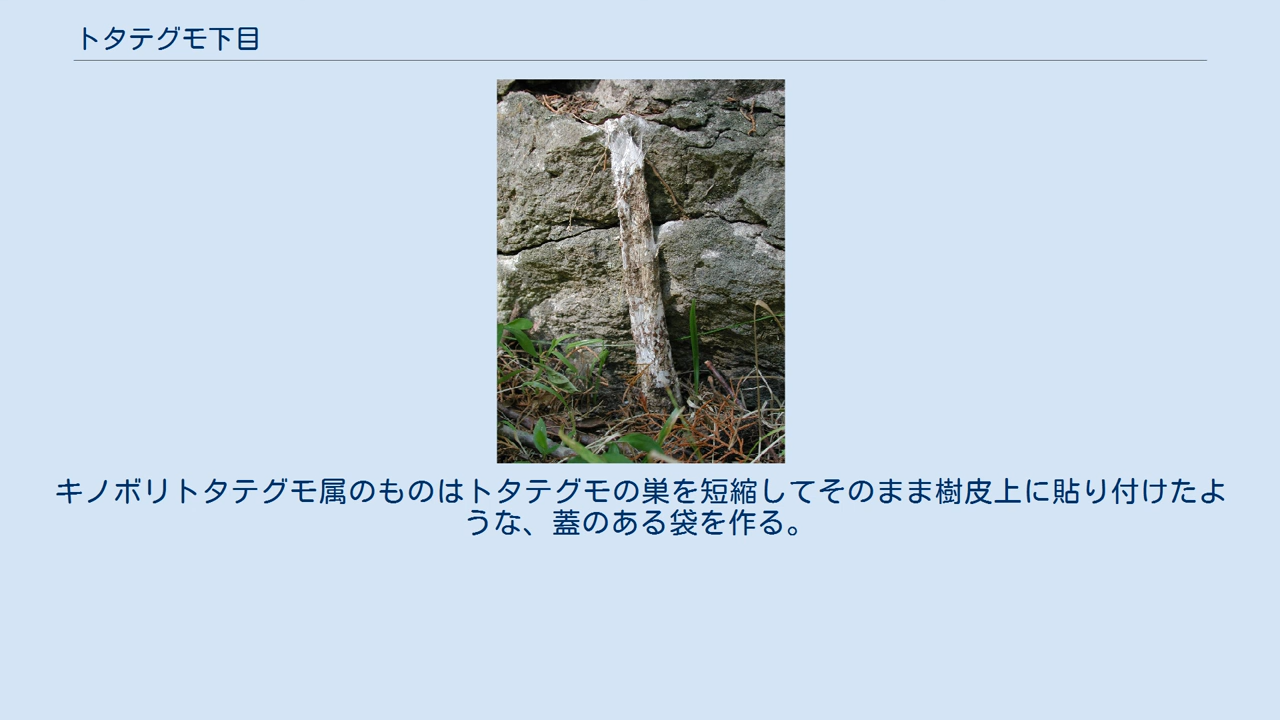 トタテグモ下目
キノボリトタテグモ属のものはトタテグモの巣を短縮してそのまま樹皮上に貼り付けたよ
うな、蓋のある袋を作る。